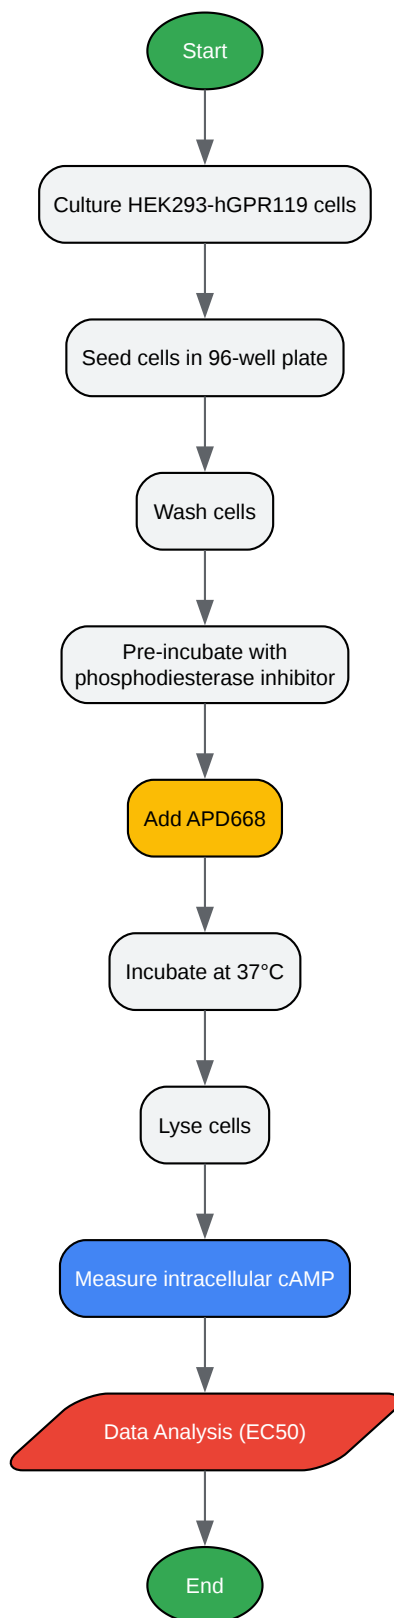 Start
Culture HEK293-hGPR119 cells
Seed cells in 96-well plate
Wash cells
Pre-incubate with
phosphodiesterase inhibitor
Add APD668
Incubate at 37°C
Lyse cells
Measure intracellular cAMP
Data Analysis (EC50)
End